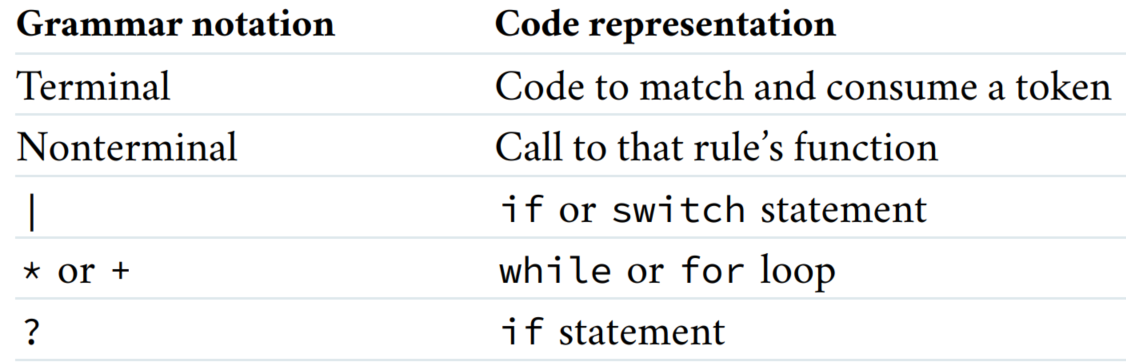 Grammar notation Code representation
Terminal Code to match and consume a token
Nonterminal Call to that rule’s function
| if or switch statement
* or + while or for loop
? if statement